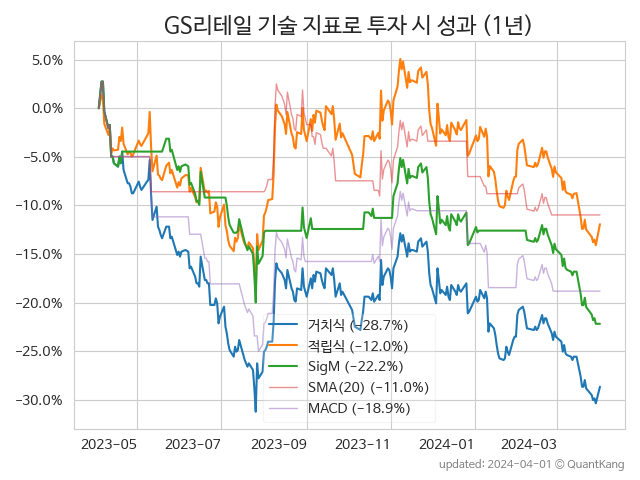 GS리테일 기술 지표로 투자 시 성과 (1년)
5.0%
0.0%
−5.0%
−10.0%
−15.0%
−20.0%
−25.0%
−30.0%
거치식 (−28.7%)
적립식 (−12.0%)
SigM (−22.2%)
SMA(20) (−11.0%)
MACD (−18.9%)
2023-05 2023-07 2023-09 2023-11 2024-01 2024-03
updated: 2024-04-01 © QuantKang